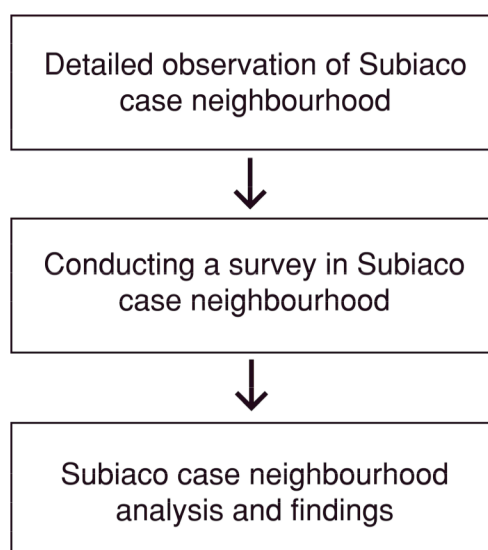 Detailed observation of Subiaco
case neighbourhood
Conducting a survey in Subiaco
case neighbourhood
Subiaco case neighbourhood
analysis and findings